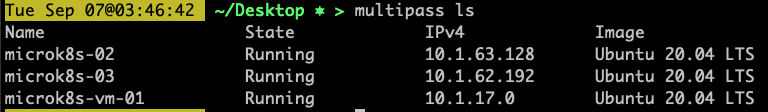 Tue Sep 07@03:46:42 ~/Desktop * > multipass ls
Name State IPv4 Image
microk8s-02 Running 10.1.63.128 Ubuntu 20.04 LTS
microk8s-03 Running 10.1.62.192 Ubuntu 20.04 LTS
microk8s-vm-01 Running 10.1.17.0 Ubuntu 20.04 LTS